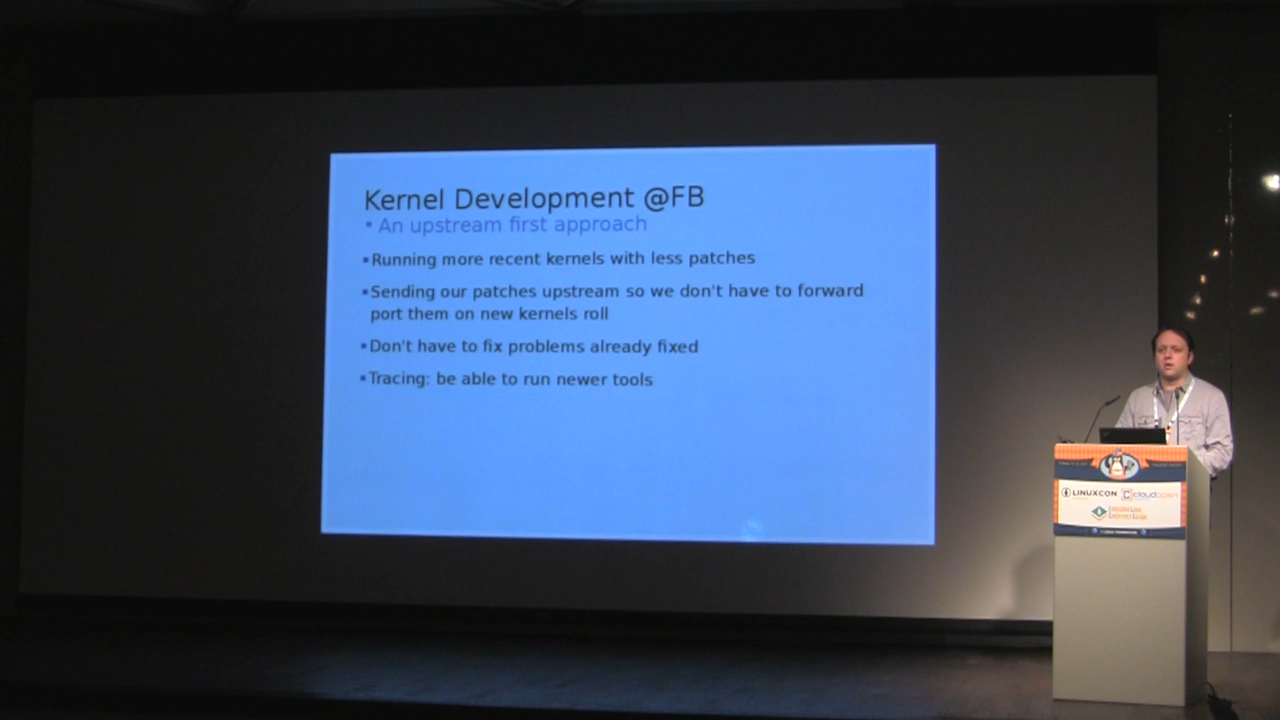 Kernel Development @FB
• An upstream first approach
▪Running more recent kernels with less patches
▪Sending our patches upstream so we don't have to forward
port them on new kernels roll
▪Don't have to fix problems already fixed
▪Tracing: be able to run newer tools
LINUXCON
cloudopen